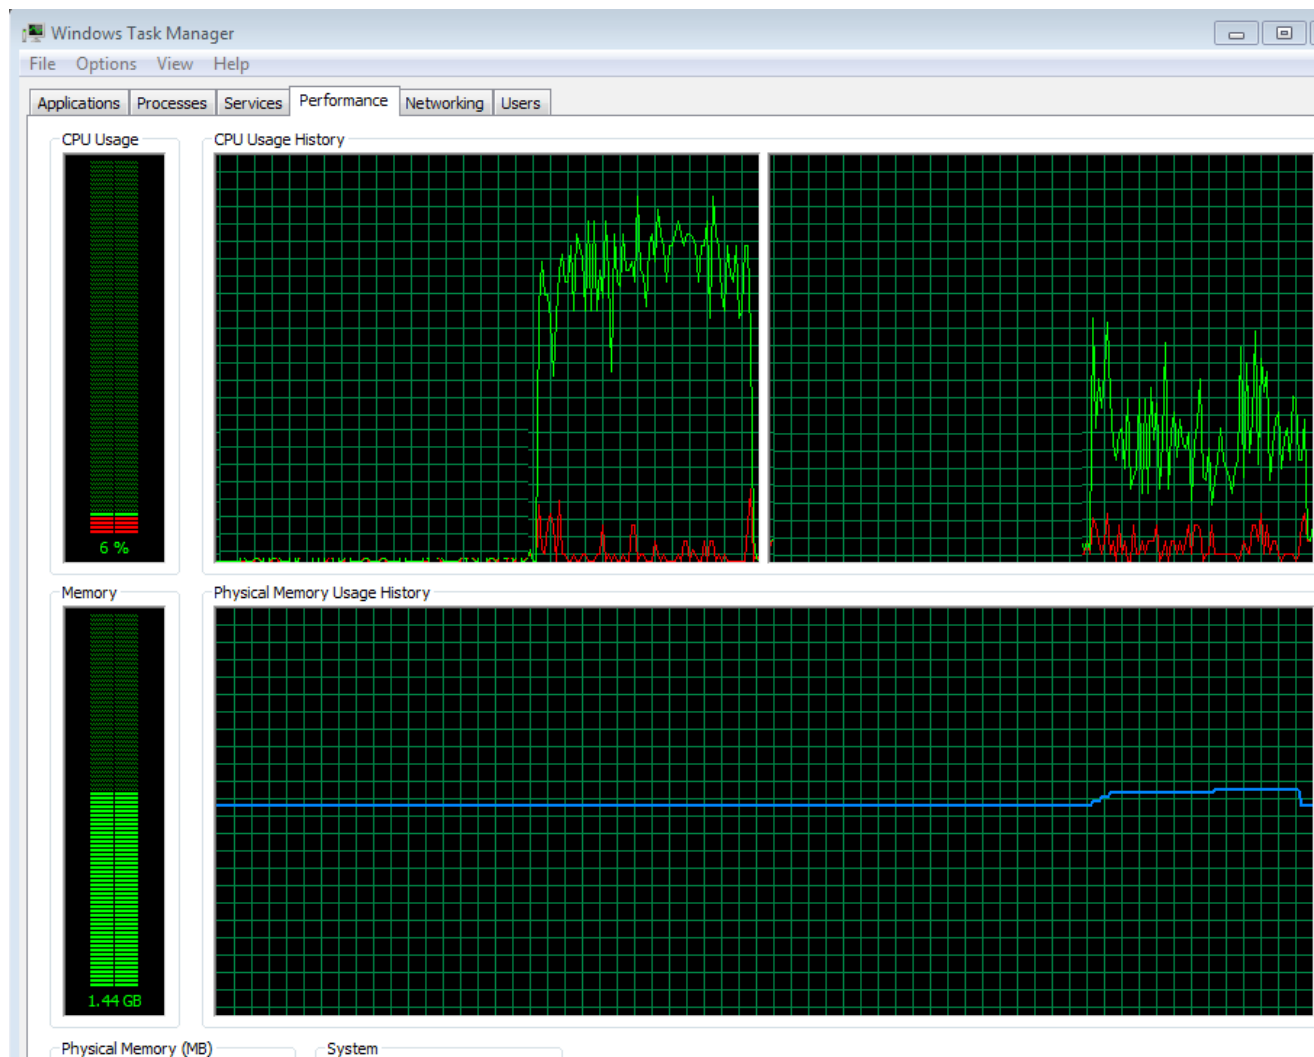 Windows Task Manager
File Options View Help
Applications Processes Services Performance Networking Users
CPU Usage CPU Usage History
6 %
Memory Physical Memory Usage History
1.44 GB
Physical Memory (MB) System